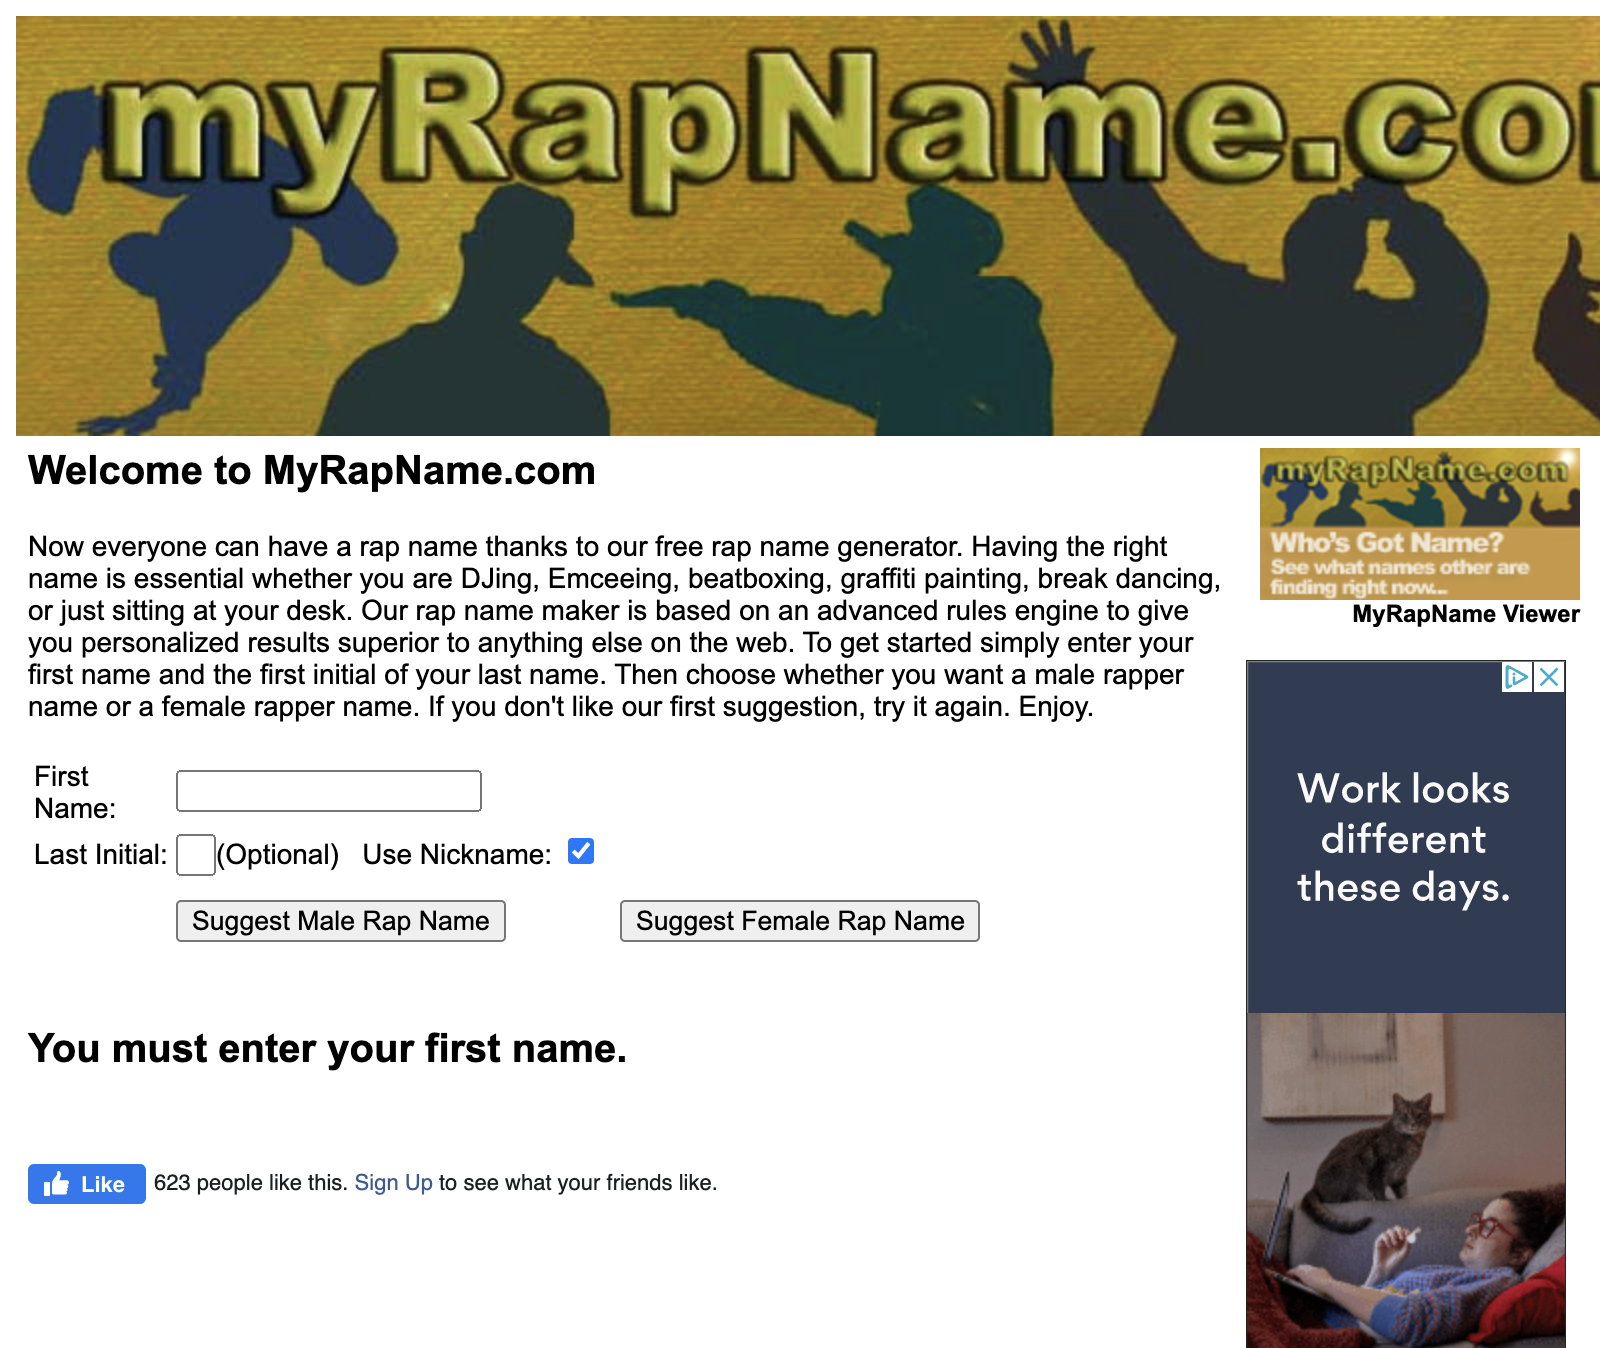 myRapName.co
Welcome to MyRapName.com
Now everyone can have a rap name thanks to our free rap name generator. Having the right
name is essential whether you are DJing, Emceeing, beatboxing, graffiti painting, break dancing,
or just sitting at your desk. Our rap name maker is based on an advanced rules engine to give
you personalized results superior to anything else on the web. To get started simply enter your
first name and the first initial of your last name. Then choose whether you want a male rapper
name or a female rapper name. If you don't like our first suggestion, try it again. Enjoy.
First
Name:
Last Initial: (Optional) Use Nickname:
Suggest Male Rap Name Suggest Female Rap Name
You must enter your first name.
Like 623 people like this. Sign Up to see what your friends like.
myRapName.com
Who's Got Name?
See what names other are
finding right now...
MyRapName Viewer
Work looks
different
these days.